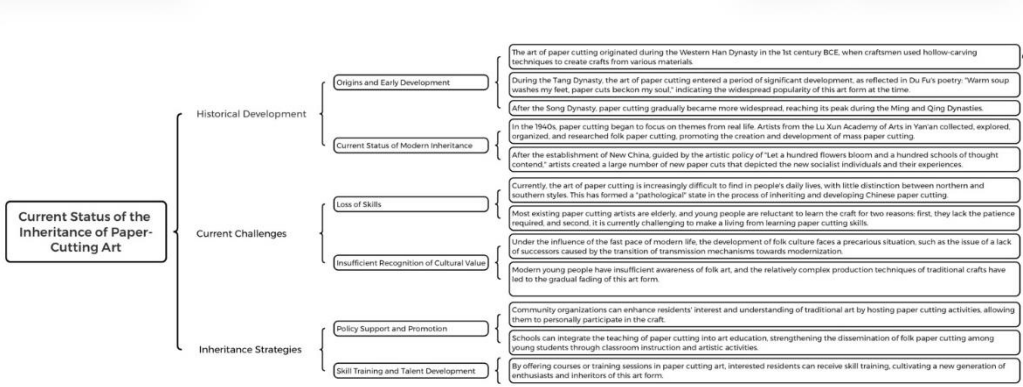 Current Status of the
Inheritance of Paper-
Cutting Art
Historical Development
Origins and Early Development
The art of paper cutting originated during the Western Han Dynasty in the 1st century BCE, when craftsmen used hollow-carving
techniques to create crafts from various materials.
During the Tang Dynasty, the art of paper cutting entered a period of significant development, as reflected in Du Fu's poetry: "Warm soup
washes my feet, paper cuts beckon my soul," indicating the widespread popularity of this art form at the time.
After the Song Dynasty, paper cutting gradually became more widespread, reaching its peak during the Ming and Qing Dynasties.
Current Status of Modern Inheritance
In the 1940s, paper cutting began to focus on themes from real life. Artists from the Lu Xun Academy of Arts in Yan'an collected, explored,
organized, and researched folk paper cutting, promoting the creation and development of mass paper cutting.
After the establishment of New China, guided by the artistic policy of "Let a hundred flowers bloom and a hundred schools of thought
contend," artists created a large number of new paper cuts that depicted the new socialist individuals and their experiences.
Current Challenges
Loss of Skills
Currently, the art of paper cutting is increasingly difficult to find in people's daily lives, with little distinction between northern and
southern styles. This has formed a "pathological" state in the process of inheriting and developing Chinese paper cutting.
Most existing paper cutting artists are elderly, and young people are reluctant to learn the craft for two reasons: first, they lack the patience
required, and second, it is currently challenging to make a living from learning paper cutting skills.
Insufficient Recognition of Cultural Value
Under the influence of the fast pace of modern life, the development of folk culture faces a precarious situation, such as the issue of a lack
of successors caused by the transition of transmission mechanisms towards modernization.
Modern young people have insufficient awareness of folk art, and the relatively complex production techniques of traditional crafts have
led to the gradual fading of this art form.
Inheritance Strategies
Policy Support and Promotion
Community organizations can enhance residents' interest and understanding of traditional art by hosting paper cutting activities, allowing
them to personally participate in the craft.
Schools can integrate the teaching of paper cutting into art education, strengthening the dissemination of folk paper cutting among
young students through classroom instruction and artistic activities.
Skill Training and Talent Development
By offering courses or training sessions in paper cutting art, interested residents can receive skill training, cultivating a new generation of
enthusiasts and inheritors of this art form.